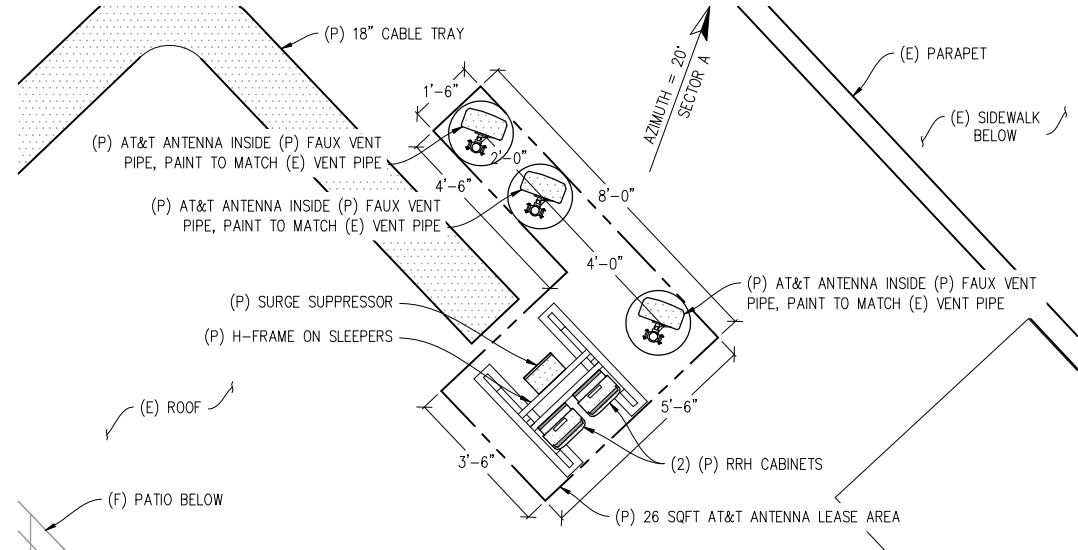 (P) 18" CABLE TRAY
(E) PARAPET
(E) SIDEWALK
BELOW
AZIMUTH = 20°
SECTOR A
1'-6"
(P) AT&T ANTENNA INSIDE (P) FAUX VENT
PIPE, PAINT TO MATCH (E) VENT PIPE
2'-0"
4'-6"
8'-0"
(P) AT&T ANTENNA INSIDE (P) FAUX VENT
PIPE, PAINT TO MATCH (E) VENT PIPE
4'-0"
(P) AT&T ANTENNA INSIDE (P) FAUX VENT
PIPE, PAINT TO MATCH (E) VENT PIPE
(P) SURGE SUPPRESSOR
(P) H-FRAME ON SLEEPERS
(E) ROOF
5'-6"
3'-6"
(2) (P) RRH CABINETS
(F) PATIO BELOW
(P) 26 SQFT AT&T ANTENNA LEASE AREA